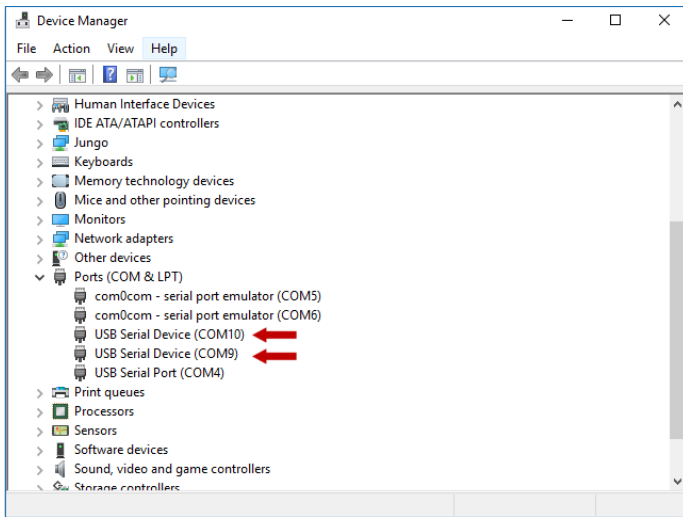 Device Manager
File Action View Help
Human Interface Devices
IDE ATA/ATAPI controllers
Jungo
Keyboards
Memory technology devices
Mice and other pointing devices
Monitors
Network adapters
Other devices
Ports (COM & LPT)
com0com - serial port emulator (COM5)
com0com - serial port emulator (COM6)
USB Serial Device (COM10)
USB Serial Device (COM9)
USB Serial Port (COM4)
Print queues
Processors
Sensors
Software devices
Sound, video and game controllers
Storage controllers